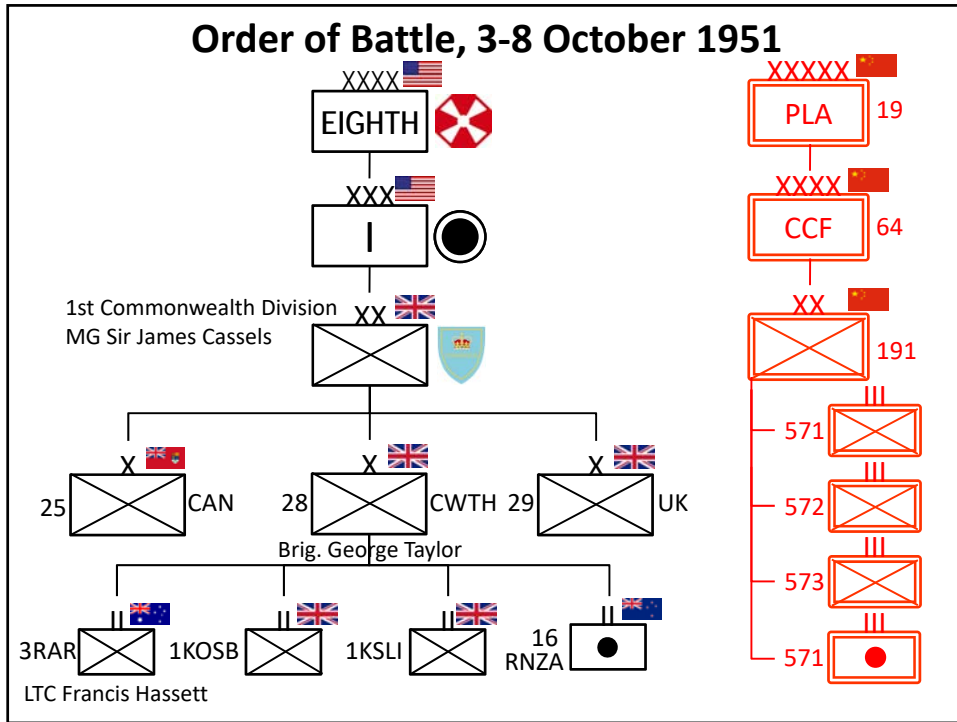 Order of Battle, 3-8 October 1951
XXXX
EIGHTH
XXX
I
1st Commonwealth Division
MG Sir James Cassels
XX
X
25
CAN
X
28
CWTH
Brig. George Taylor
X
29
UK
II
3RAR
LTC Francis Hassett
II
1KOSB
II
1KSLI
II
16
RNZA
XXXXX
PLA
19
XXXX
CCF
64
XX
191
III
571
III
572
III
573
III
571